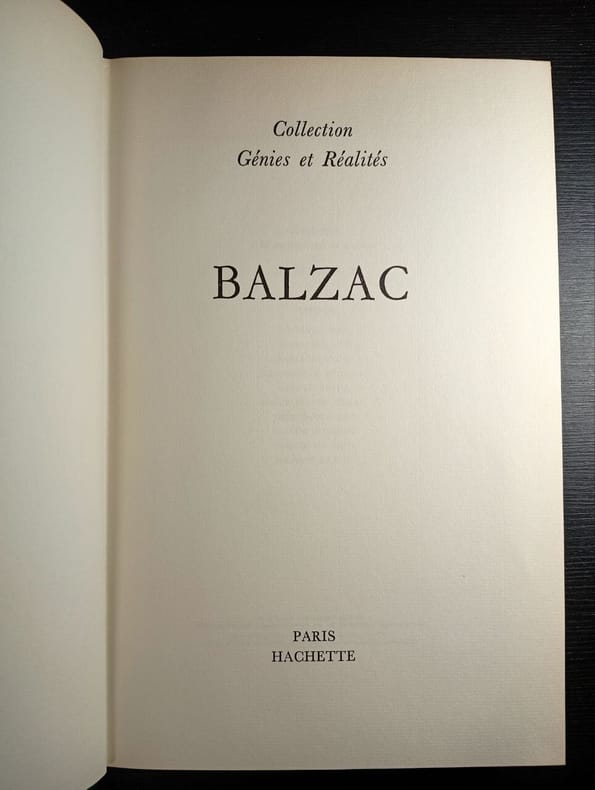 Collection
Génies et Réalités
BALZAC
PARIS
HACHETTE